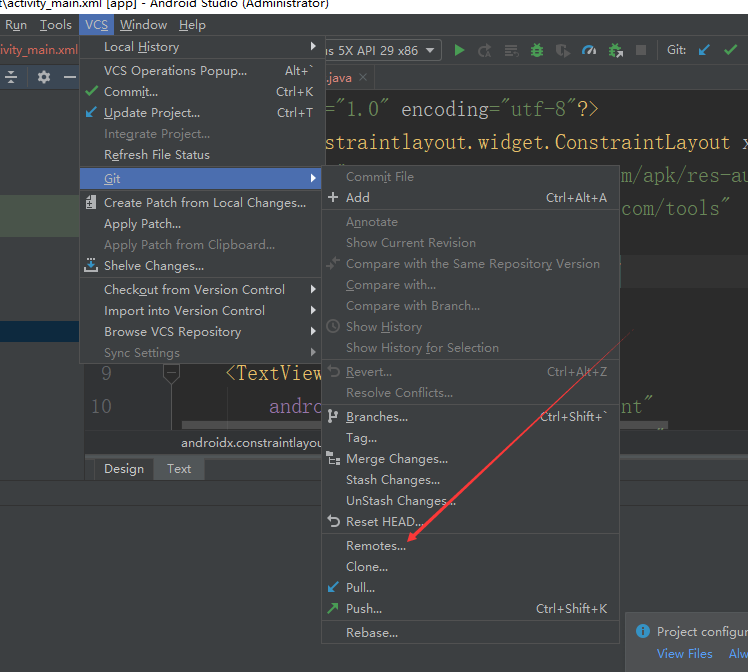 t\activity_main.xml [app] - Android Studio (Administrator)
Run Tools VCS Window Help
ivity_main.xml
us 5X API 29 x86
Git:
.java
Local History
VCS Operations Popup... Alt+`
Commit... Ctrl+K
Update Project... Ctrl+T
Integrate Project...
Refresh File Status
Git
Create Patch from Local Changes...
Apply Patch...
Apply Patch from Clipboard...
Shelve Changes...
Checkout from Version Control
Import into Version Control
Browse VCS Repository
Sync Settings
="1.0" encoding="utf-8"?>
straintlayout.widget.ConstraintLayout x
m/apk/res-au
com/tools"
Commit File
Add Ctrl+Alt+A
Annotate
Show Current Revision
Compare with the Same Repository Version
Compare with...
Compare with Branch...
Show History
Show History for Selection
Revert... Ctrl+Alt+Z
Resolve Conflicts...
Branches... Ctrl+Shift+`
Tag...
Merge Changes...
Stash Changes...
UnStash Changes...
Reset HEAD...
Remotes...
Clone...
Pull...
Push... Ctrl+Shift+K
Rebase...
9 <TextView
10 andro nt"
androidx.constraintlayou
Design Text
Project configur
View Files Alw